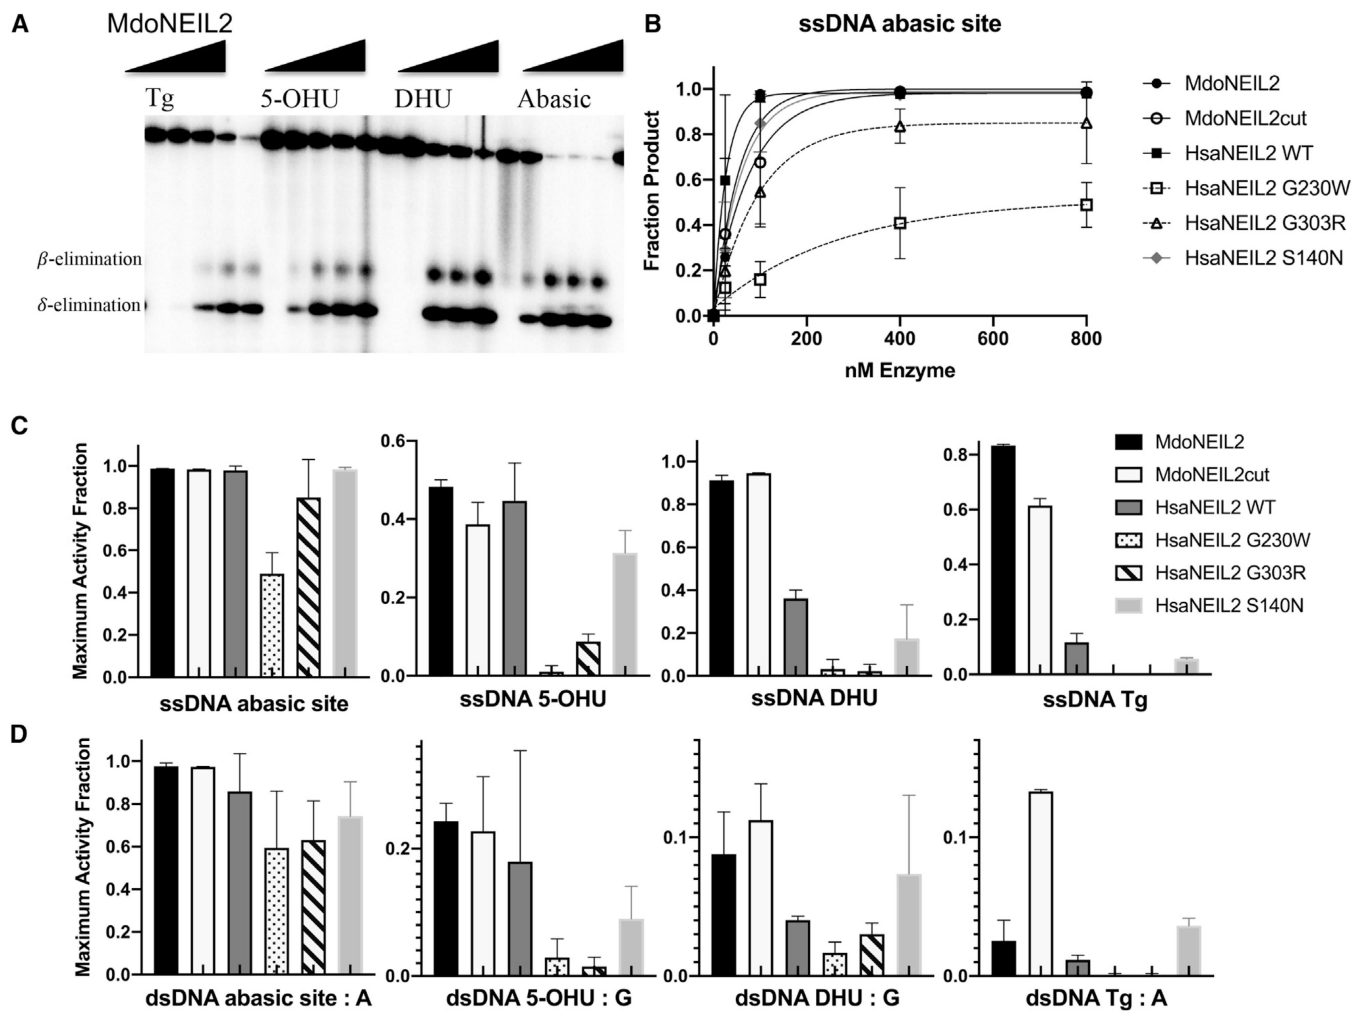 A
MdoNEIL2
Tg 5-OHU DHU Abasic
β-elimination
δ-elimination
B
ssDNA abasic site
Fraction Product
1.0
0.8
0.6
0.4
0.2
0.0
0 200 400 600 800
nM Enzyme
MdoNEIL2
MdoNEIL2cut
HsaNEIL2 WT
HsaNEIL2 G230W
HsaNEIL2 G303R
HsaNEIL2 S140N
C
Maximum Activity Fraction
1.0
0.8
0.6
0.4
0.2
0.0
ssDNA abasic site
0.6
0.4
0.2
0.0
ssDNA 5-OHU
1.0
0.8
0.6
0.4
0.2
0.0
ssDNA DHU
0.8
0.6
0.4
0.2
0.0
ssDNA Tg
MdoNEIL2
MdoNEIL2cut
HsaNEIL2 WT
HsaNEIL2 G230W
HsaNEIL2 G303R
HsaNEIL2 S140N
D
Maximum Activity Fraction
1.0
0.8
0.6
0.4
0.2
0.0
dsDNA abasic site : A
0.2
0.0
dsDNA 5-OHU : G
0.1
0.0
dsDNA DHU : G
0.1
0.0
dsDNA Tg : A